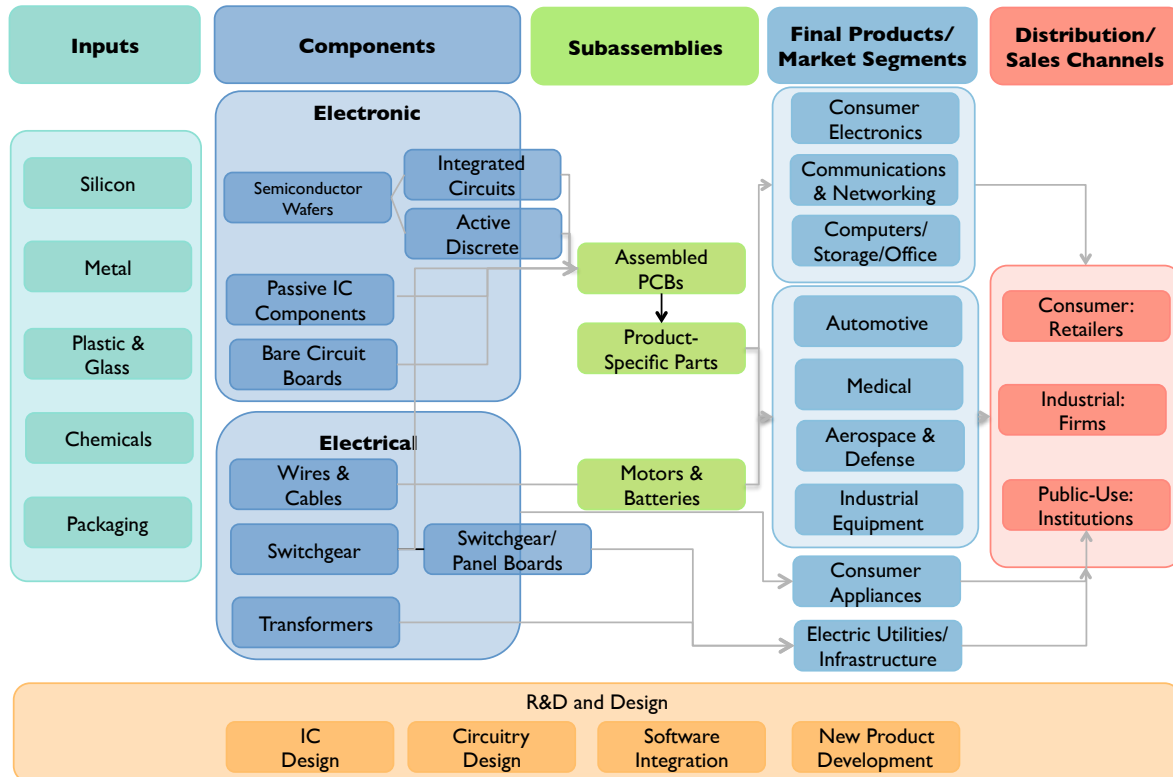 Inputs
Components
Subassemblies
Final Products/
Market Segments
Distribution/
Sales Channels
Silicon
Metal
Plastic &
Glass
Chemicals
Packaging
Electronic
Semiconductor
Wafers
Integrated
Circuits
Active
Discrete
Passive IC
Components
Bare Circuit
Boards
Electrical
Wires &
Cables
Switchgear
Switchgear/
Panel Boards
Transformers
Assembled
PCBs
Product-
Specific Parts
Motors &
Batteries
Consumer
Electronics
Communications
& Networking
Computers/
Storage/Office
Automotive
Medical
Aerospace &
Defense
Industrial
Equipment
Consumer
Appliances
Electric Utilities/
Infrastructure
Consumer:
Retailers
Industrial:
Firms
Public-Use:
Institutions
R&D and Design
IC
Design
Circuitry
Design
Software
Integration
New Product
Development